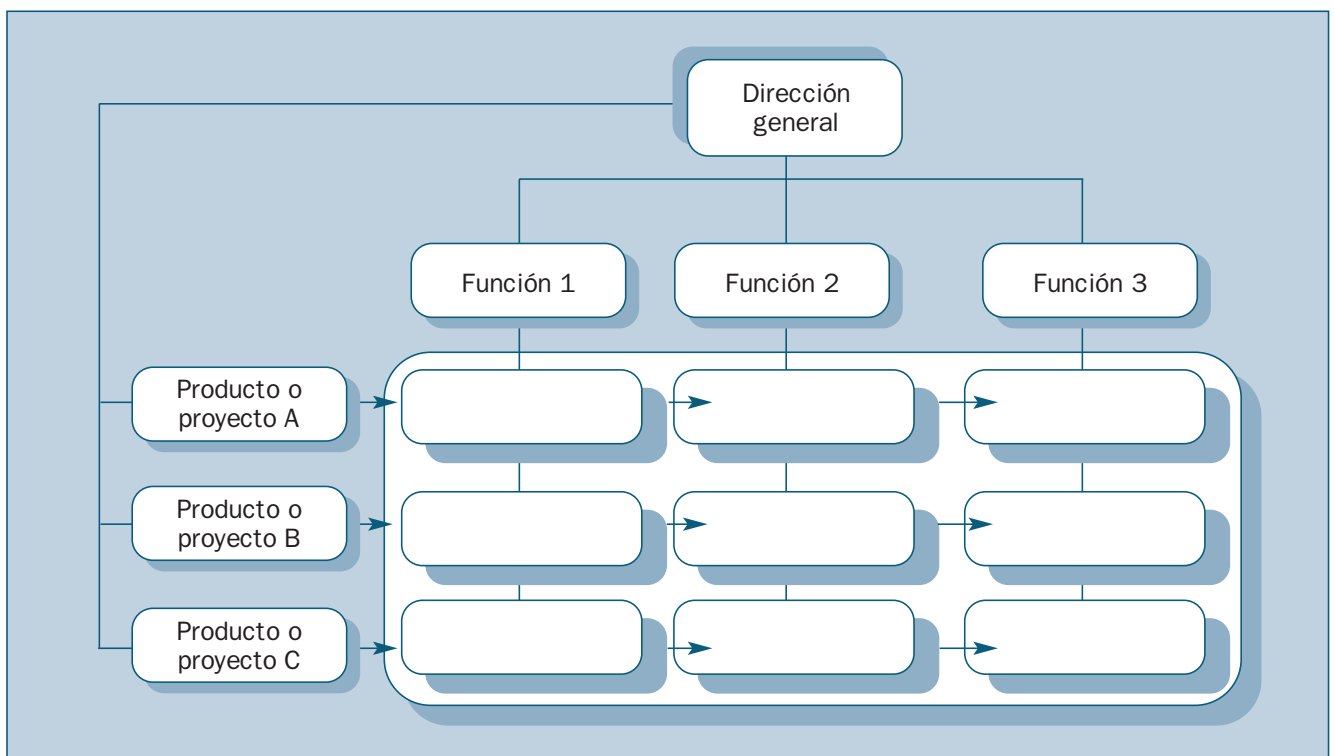 Dirección
general
Función 1
Función 2
Función 3
Producto o
proyecto A
Producto o
proyecto B
Producto o
proyecto C